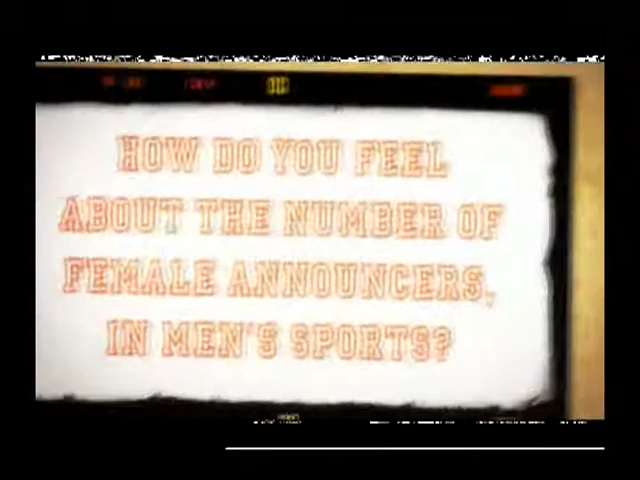 HOW DO YOU FEEL
ABOUT THE NUMBER OF
FEMALE ANNOUNCERS,
IN MEN'S SPORTS?